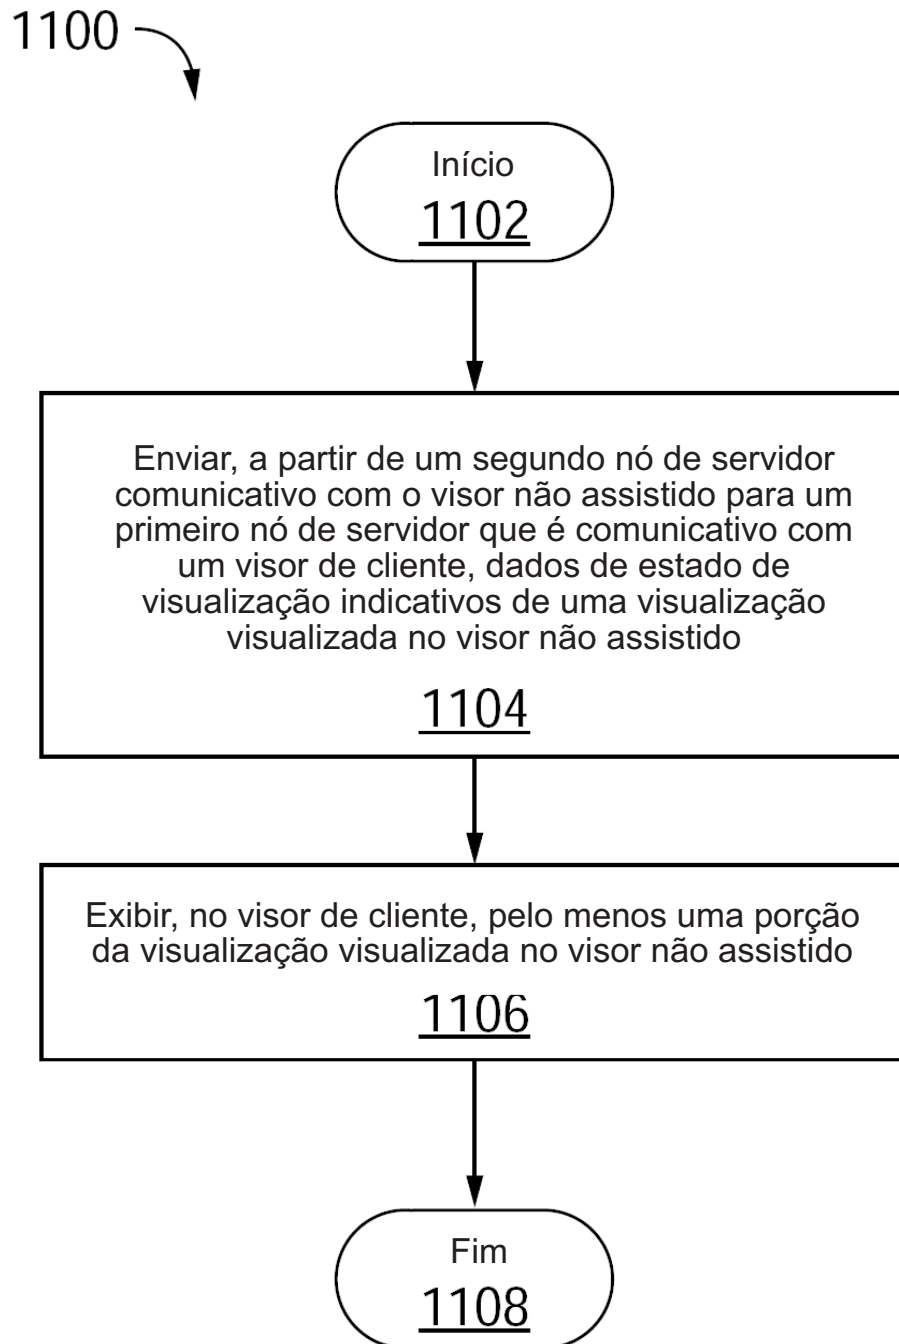 1100
Início
1102
Enviar, a partir de um segundo nó de servidor
comunicativo com o visor não assistido para um
primeiro nó de servidor que é comunicativo com
um visor de cliente, dados de estado de
visualização indicativos de uma visualização
visualizada no visor não assistido
1104
Exibir, no visor de cliente, pelo menos uma porção
da visualização visualizada no visor não assistido
1106
Fim
1108